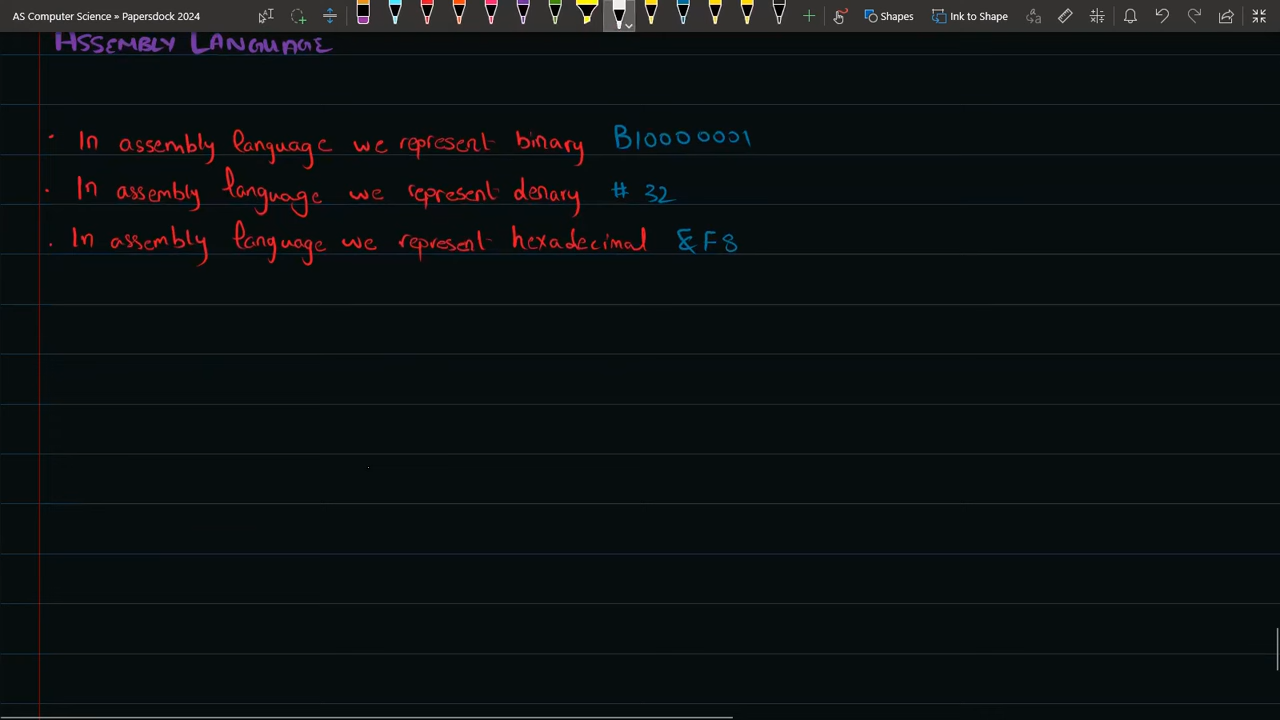 AS Computer Science » Papersdock 2024
Shapes
Ink to Shape
ASSEMBLY LANGUAGE
· In assembly language we represent binary B10000001
· In assembly language we represent denary # 32
· In assembly language we represent hexadecimal &F8